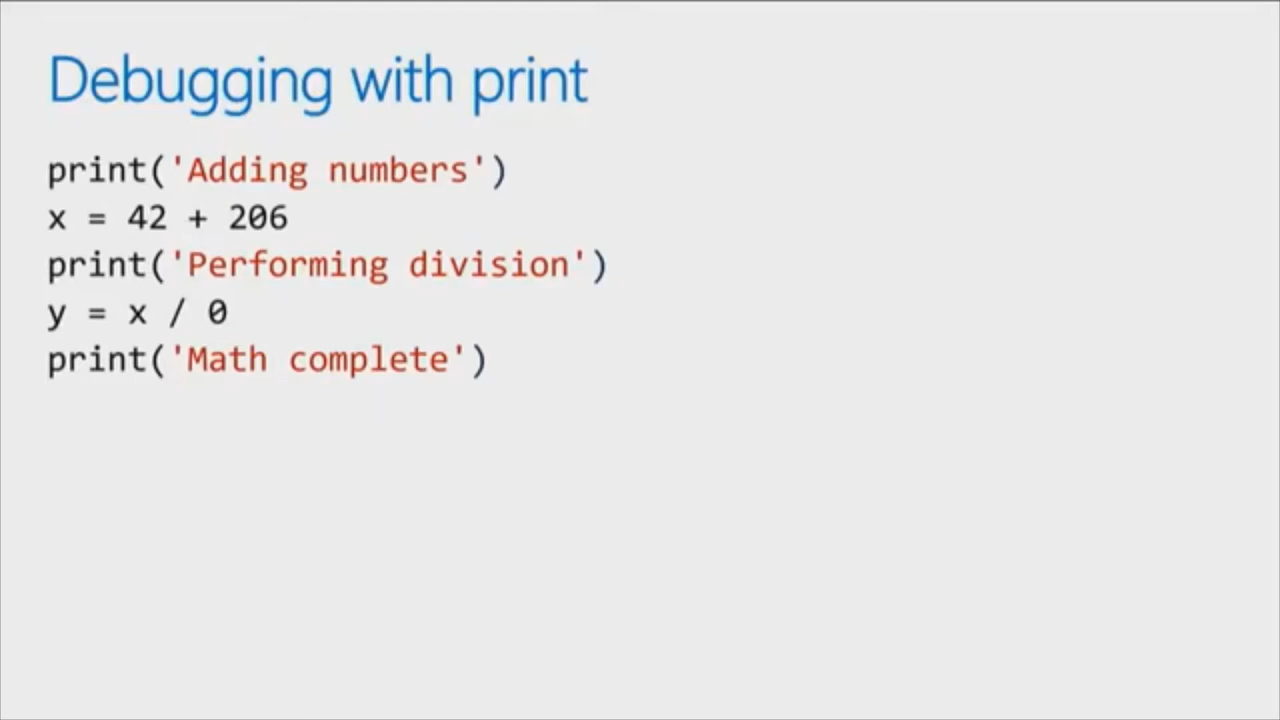 Debugging with print
print('Adding numbers')
x = 42 + 206
print('Performing division')
y = x / 0
print('Math complete')